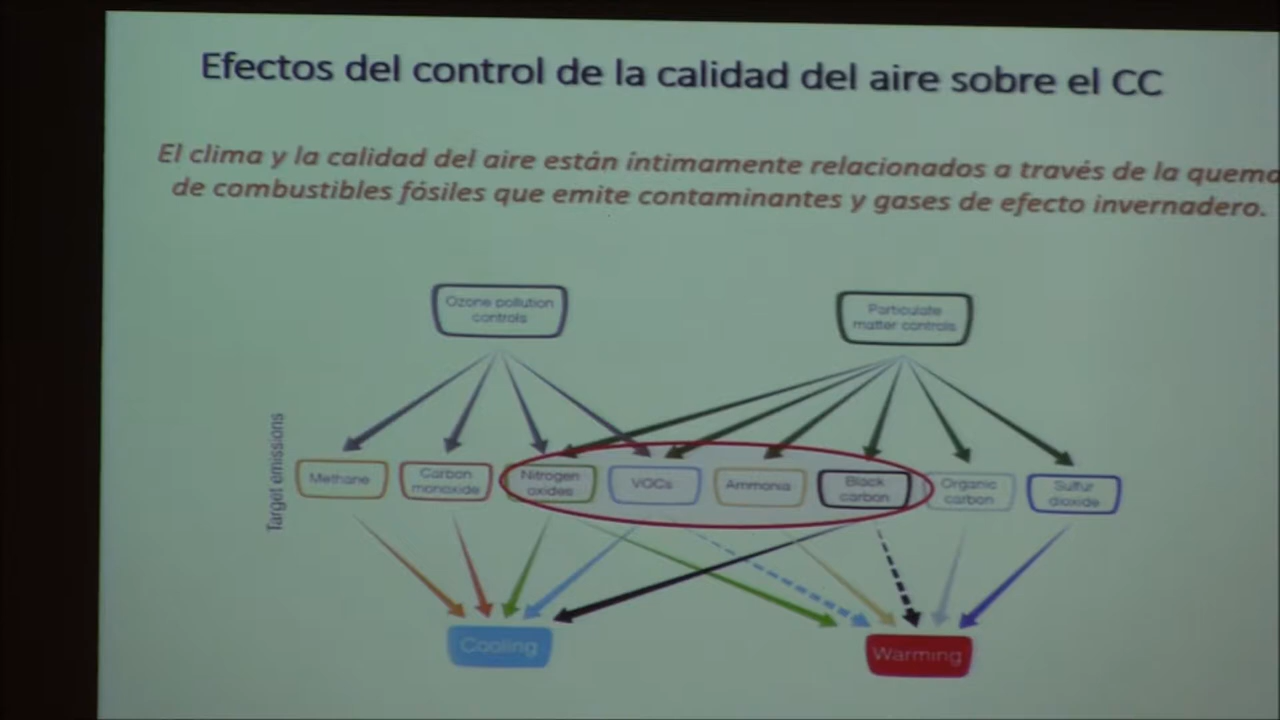 Efectos del control de la calidad del aire sobre el CC
El clima y la calidad del aire están íntimamente relacionados a través de la quema
de combustibles fósiles que emite contaminantes y gases de efecto invernadero.
Ozone pollution
controls
Particulate
matter controls
Target emissions
Methane
Carbon
monoxide
Nitrogen
oxides
VOCs
Ammonia
Black
carbon
Organic
carbon
Sulfur
dioxide
Cooling
Warming